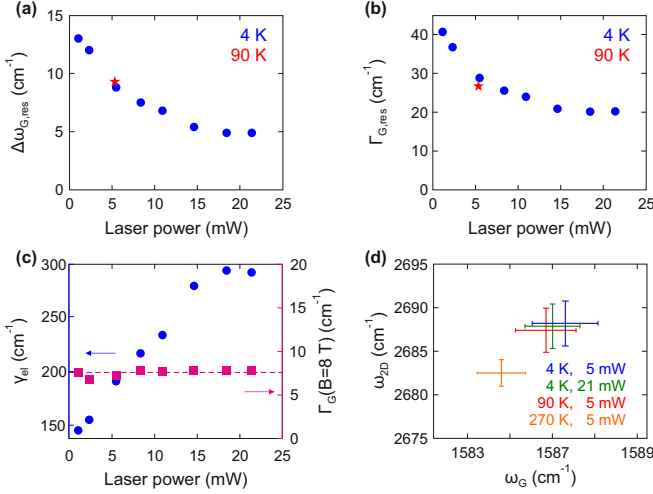 (a)
15
10
5
0
Δω_G,res (cm⁻¹)
4 K
90 K
0 5 10 15 20 25
Laser power (mW)
(b)
40
30
20
10
0
Γ_G,res (cm⁻¹)
4 K
90 K
0 5 10 15 20 25
Laser power (mW)
(c)
300
250
200
150
γ_el (cm⁻¹)
20
15
10
5
0
Γ_G(B=8 T) (cm⁻¹)
0 5 10 15 20 25
Laser power (mW)
(d)
2695
2691
2687
2683
2679
2675
ω_2D (cm⁻¹)
4 K, 5 mW
4 K, 21 mW
90 K, 5 mW
270 K, 5 mW
1583 1585 1587 1589
ω_G (cm⁻¹)